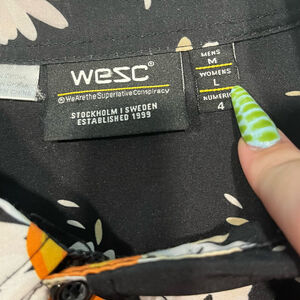 wesc®
@WeAretheSuperlativeConspiracy
STOCKHOLM I SWEDEN
ESTABLISHED 1999
MENS
M
WOMENS
L
NUMERIC
4